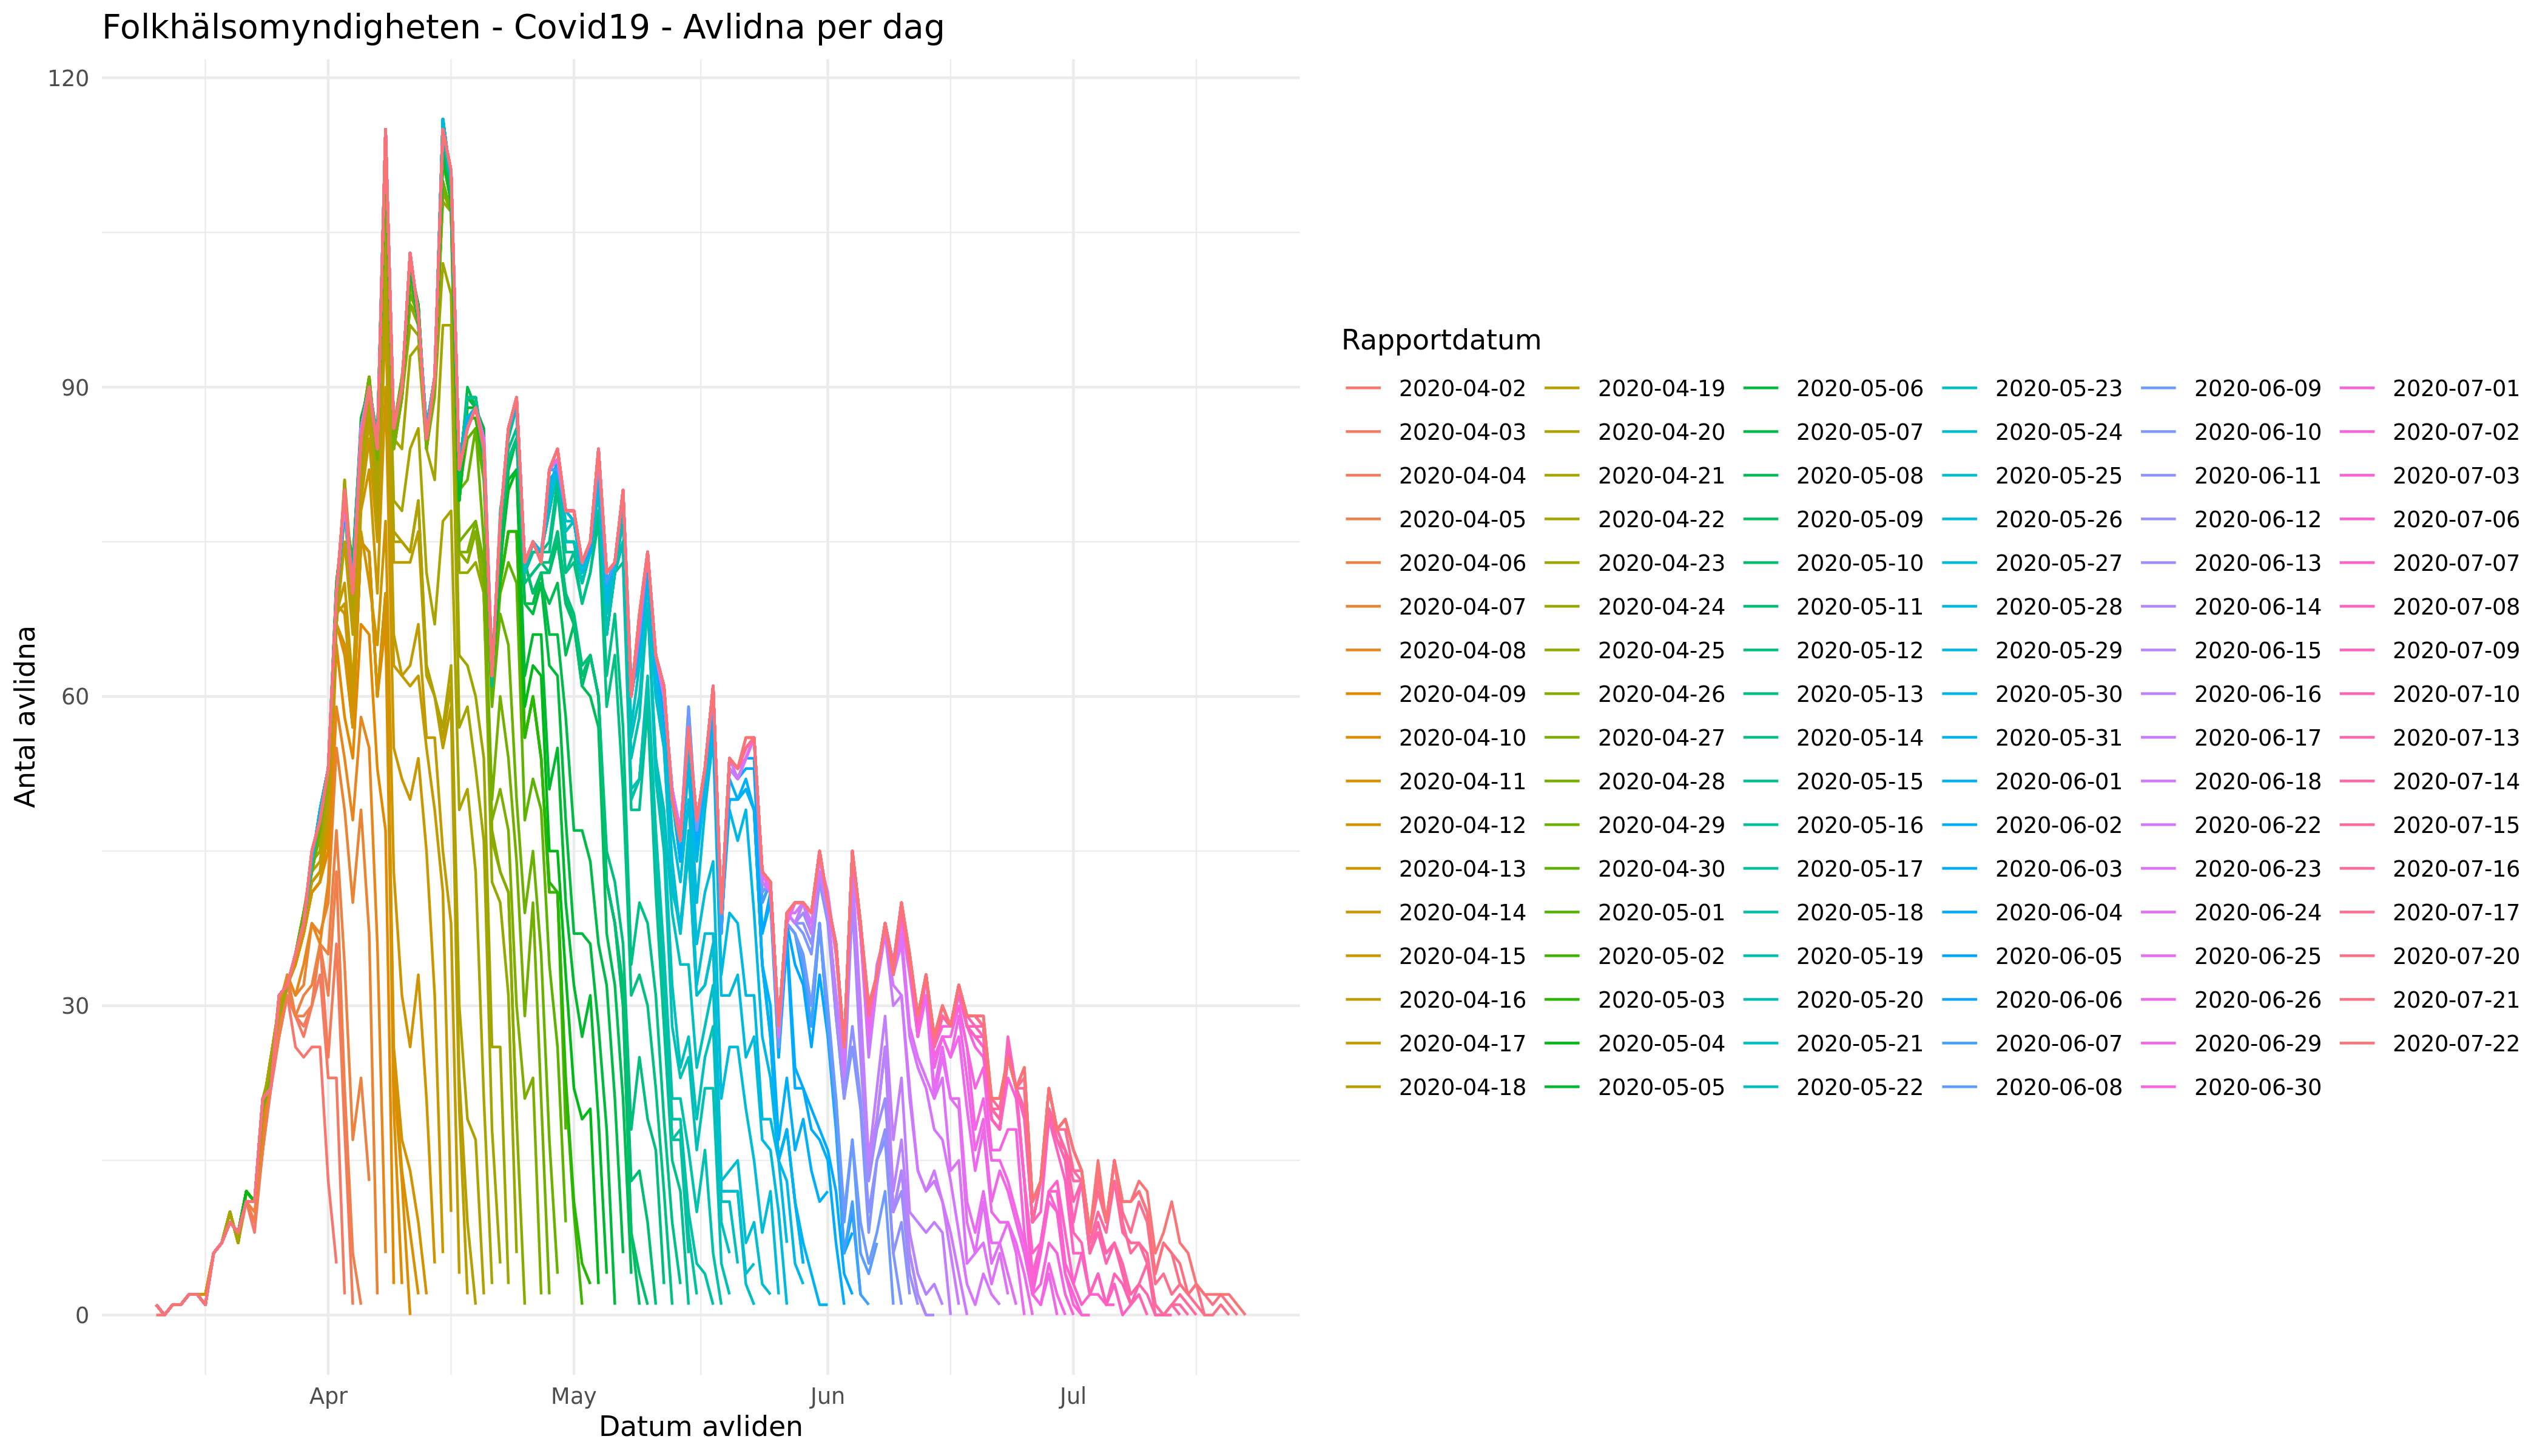 Folkhälsomyndigheten - Covid19 - Avlidna per dag
120
90
60
30
0
Antal avlidna
Apr May Jun Jul
Datum avliden
Rapportdatum
2020-04-02 2020-04-19 2020-05-06 2020-05-23 2020-06-09 2020-07-01
2020-04-03 2020-04-20 2020-05-07 2020-05-24 2020-06-10 2020-07-02
2020-04-04 2020-04-21 2020-05-08 2020-05-25 2020-06-11 2020-07-03
2020-04-05 2020-04-22 2020-05-09 2020-05-26 2020-06-12 2020-07-06
2020-04-06 2020-04-23 2020-05-10 2020-05-27 2020-06-13 2020-07-07
2020-04-07 2020-04-24 2020-05-11 2020-05-28 2020-06-14 2020-07-08
2020-04-08 2020-04-25 2020-05-12 2020-05-29 2020-06-15 2020-07-09
2020-04-09 2020-04-26 2020-05-13 2020-05-30 2020-06-16 2020-07-10
2020-04-10 2020-04-27 2020-05-14 2020-05-31 2020-06-17 2020-07-13
2020-04-11 2020-04-28 2020-05-15 2020-06-01 2020-06-18 2020-07-14
2020-04-12 2020-04-29 2020-05-16 2020-06-02 2020-06-22 2020-07-15
2020-04-13 2020-04-30 2020-05-17 2020-06-03 2020-06-23 2020-07-16
2020-04-14 2020-05-01 2020-05-18 2020-06-04 2020-06-24 2020-07-17
2020-04-15 2020-05-02 2020-05-19 2020-06-05 2020-06-25 2020-07-20
2020-04-16 2020-05-03 2020-05-20 2020-06-06 2020-06-26 2020-07-21
2020-04-17 2020-05-04 2020-05-21 2020-06-07 2020-06-29 2020-07-22
2020-04-18 2020-05-05 2020-05-22 2020-06-08 2020-06-30